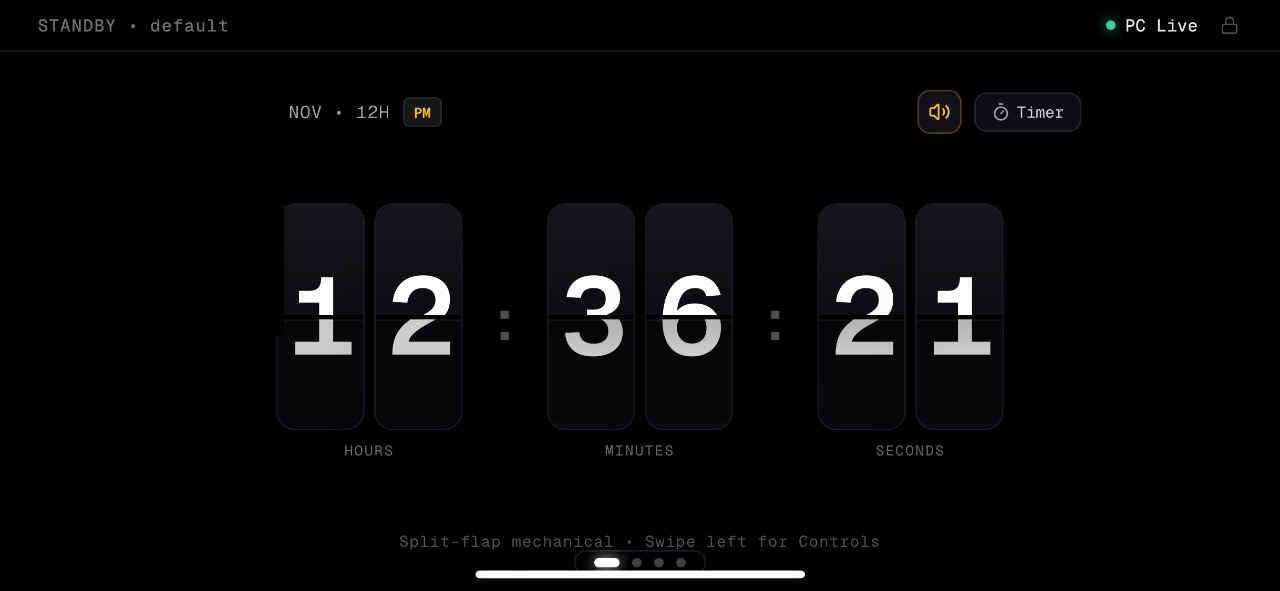 STANDBY • default
PC Live
NOV • 12H PM
Timer
12 : 36 : 21
HOURS
MINUTES
SECONDS
Split-flap mechanical • Swipe left for Controls